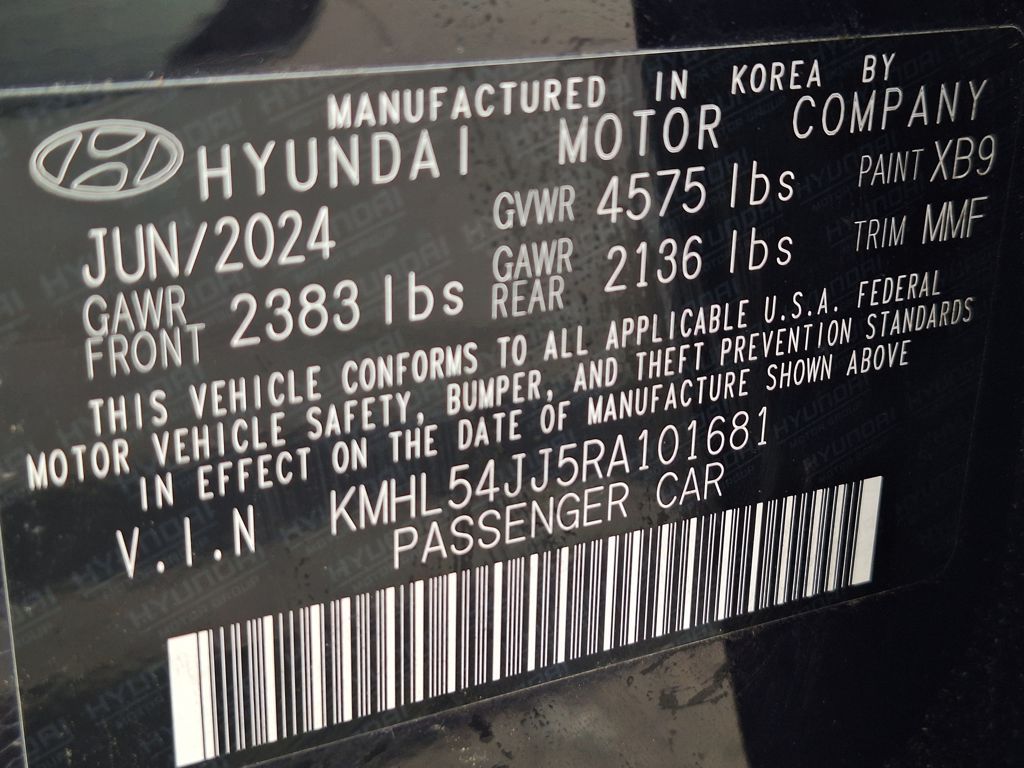 MANUFACTURED IN KOREA BY
HYUNDAI MOTOR COMPANY
JUN/2024 GVWR 4575 lbs PAINT XB9
GAWR FRONT 2383 lbs GAWR REAR 2136 lbs TRIM MMF
THIS VEHICLE CONFORMS TO ALL APPLICABLE U.S.A. FEDERAL
MOTOR VEHICLE SAFETY, BUMPER, AND THEFT PREVENTION STANDARDS
IN EFFECT ON THE DATE OF MANUFACTURE SHOWN ABOVE
V.I.N KMHL54JJ5RA101681
PASSENGER CAR